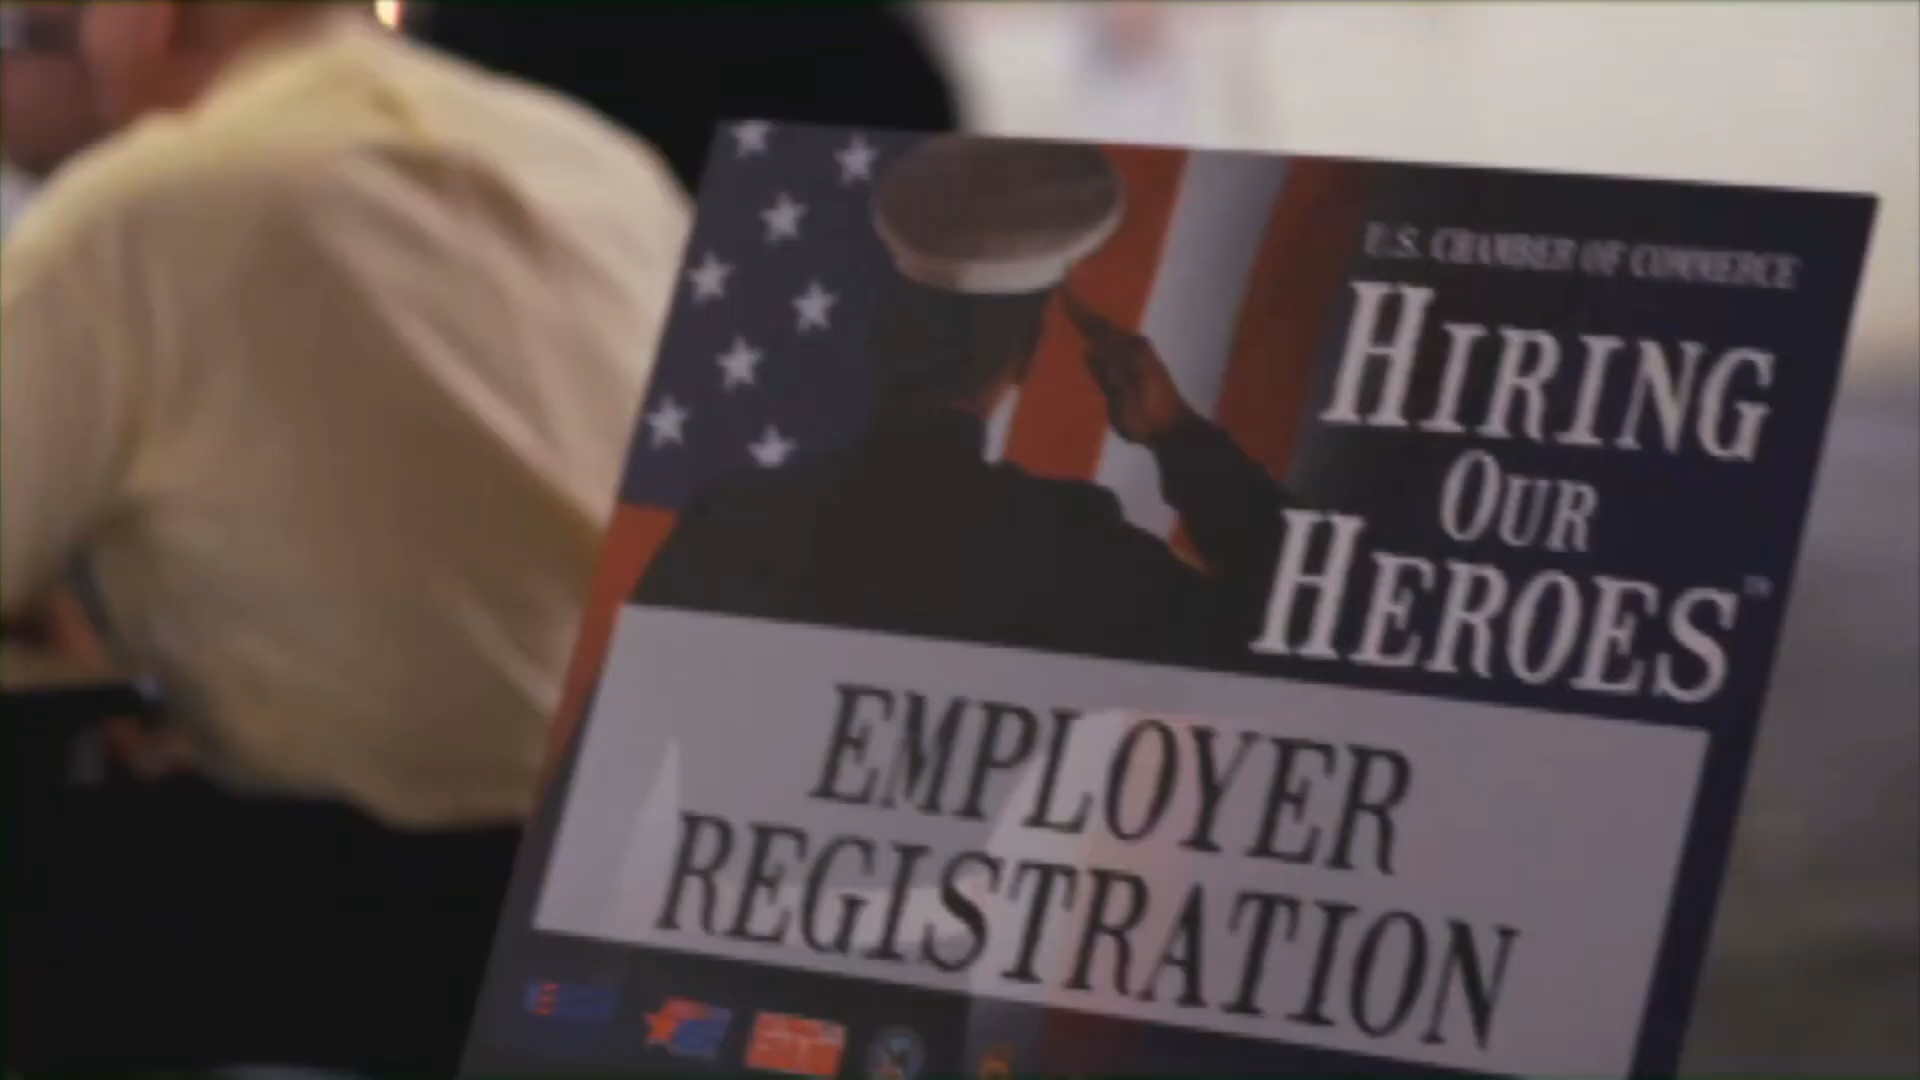 U.S. CHAMBER OF COMMERCE
HIRING
OUR
HEROES™
EMPLOYER
REGISTRATION